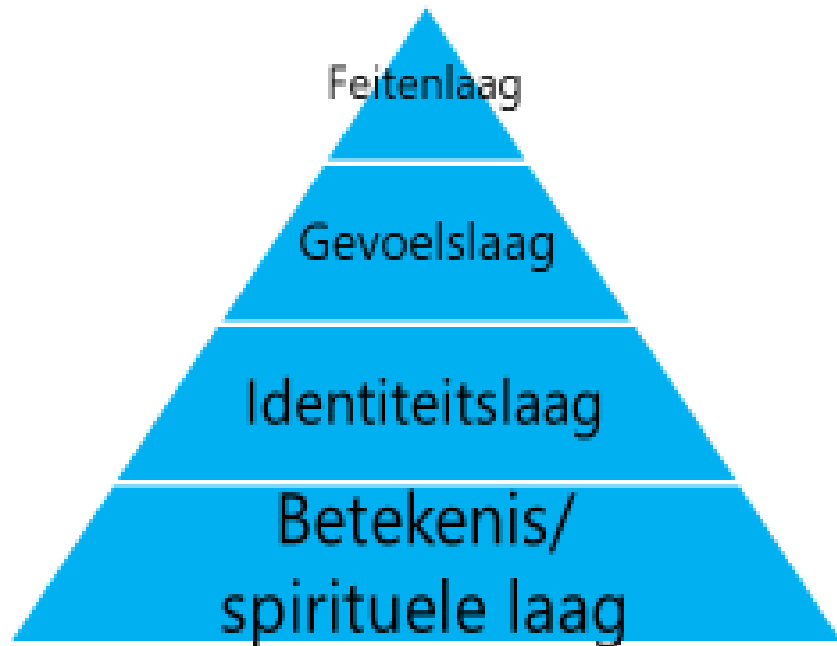 Feitenlaag
Gevoelslaag
Identiteitslaag
Betekenis/
spirituele laag